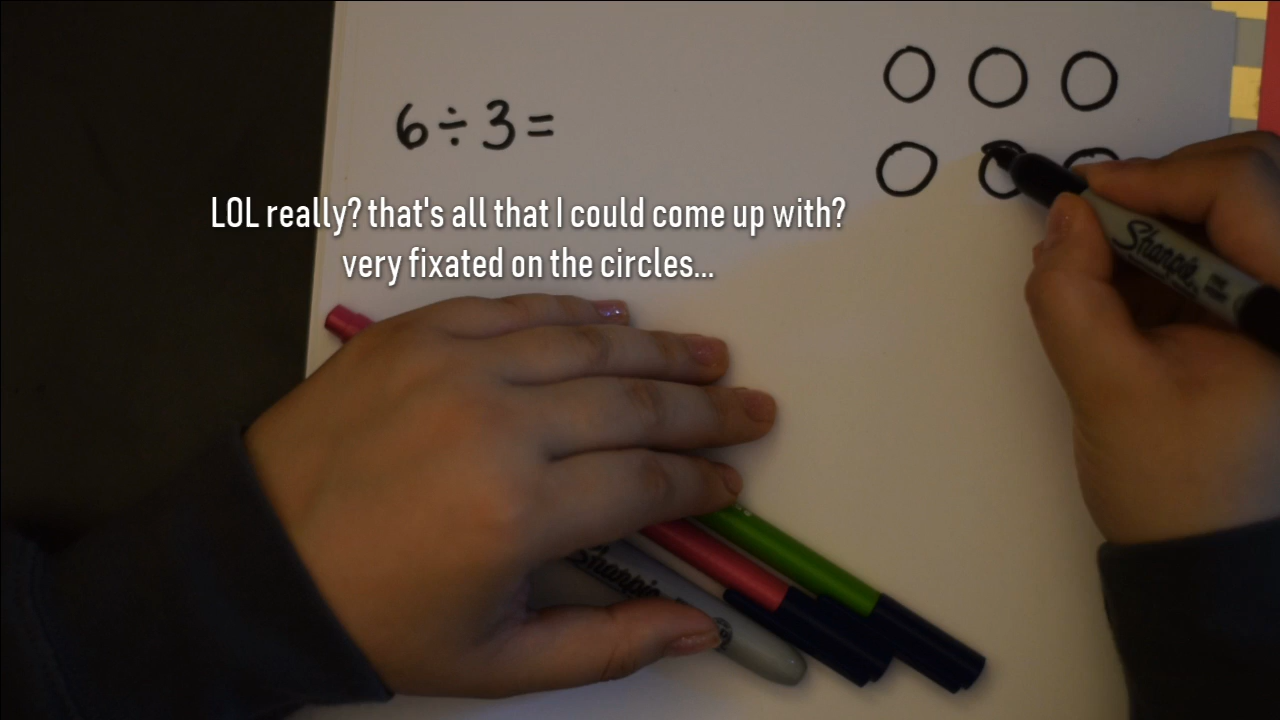 6÷3=
LOL really? that's all that I could come up with?
very fixated on the circles...
Sharpie
Sharpie